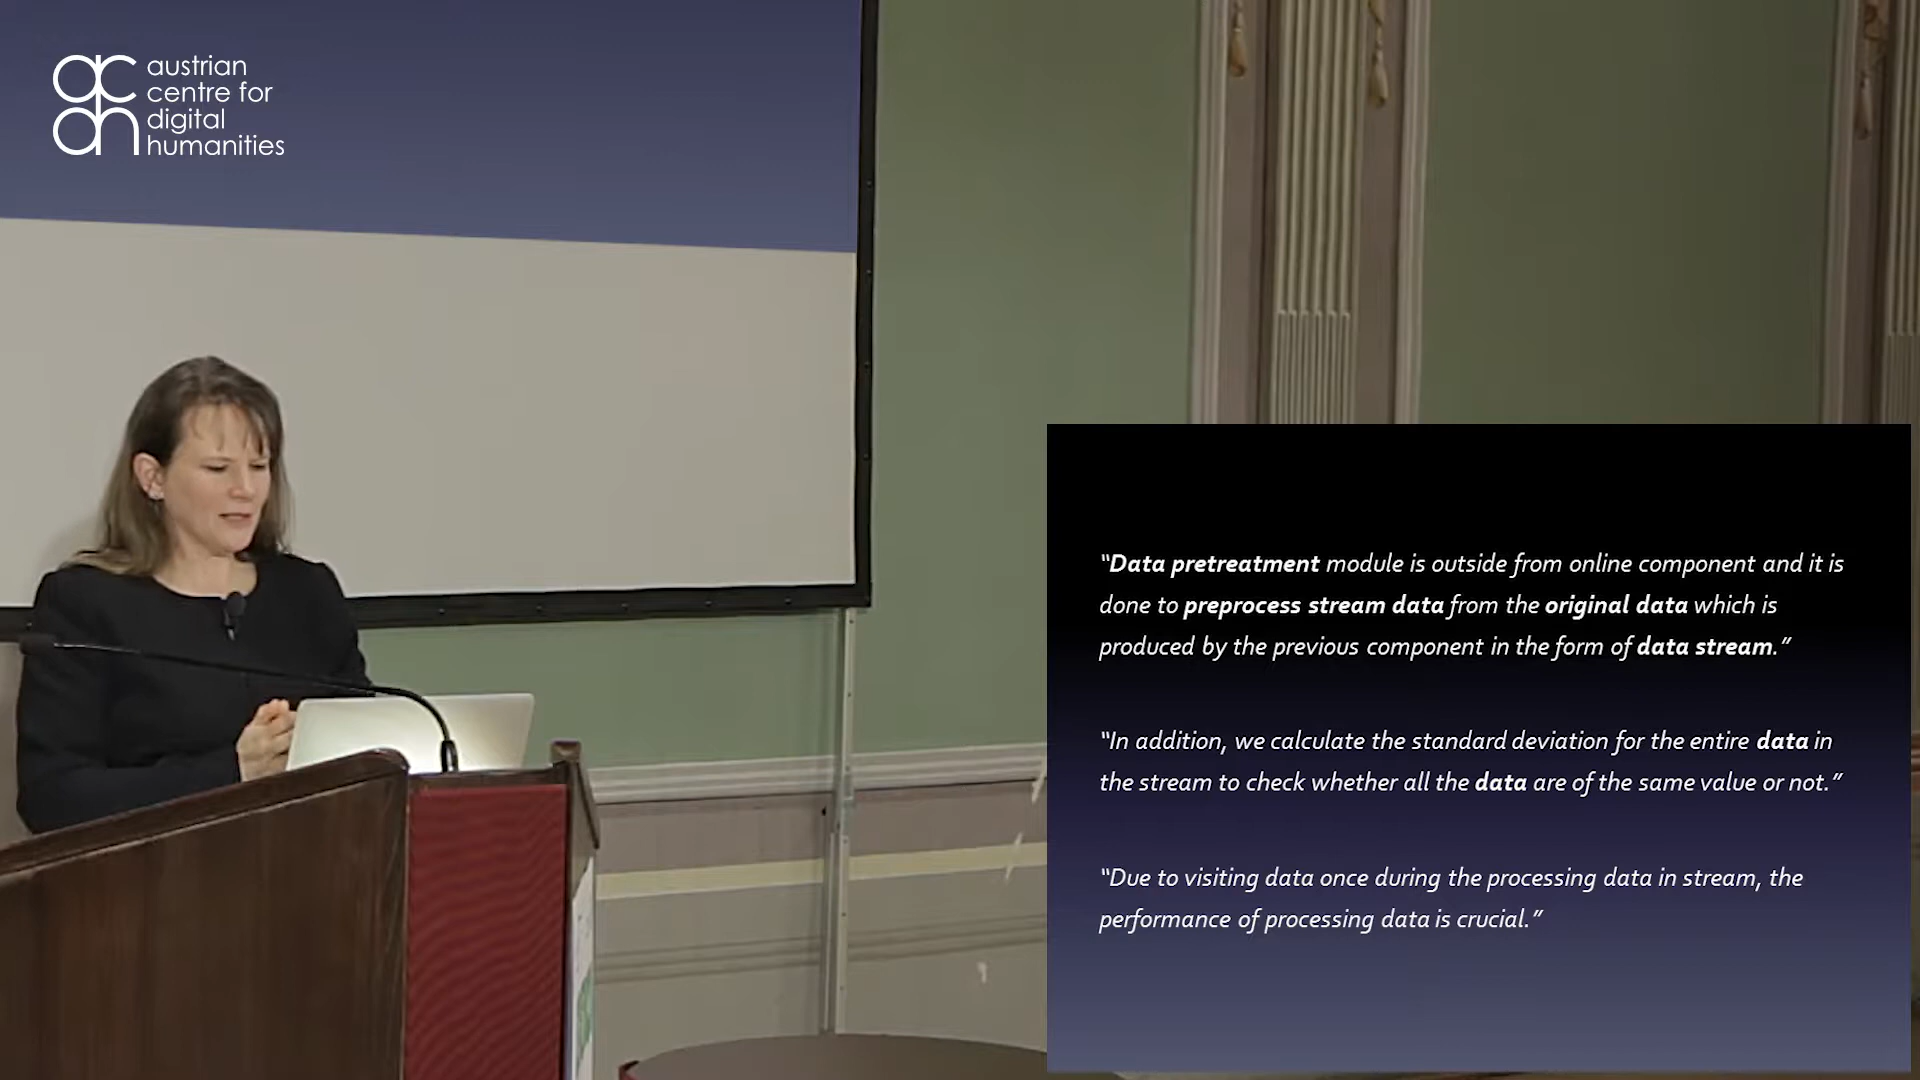 austrian
centre for
digital
humanities
“Data pretreatment module is outside from online component and it is
done to preprocess stream data from the original data which is
produced by the previous component in the form of data stream.”
“In addition, we calculate the standard deviation for the entire data in
the stream to check whether all the data are of the same value or not.”
“Due to visiting data once during the processing data in stream, the
performance of processing data is crucial.”